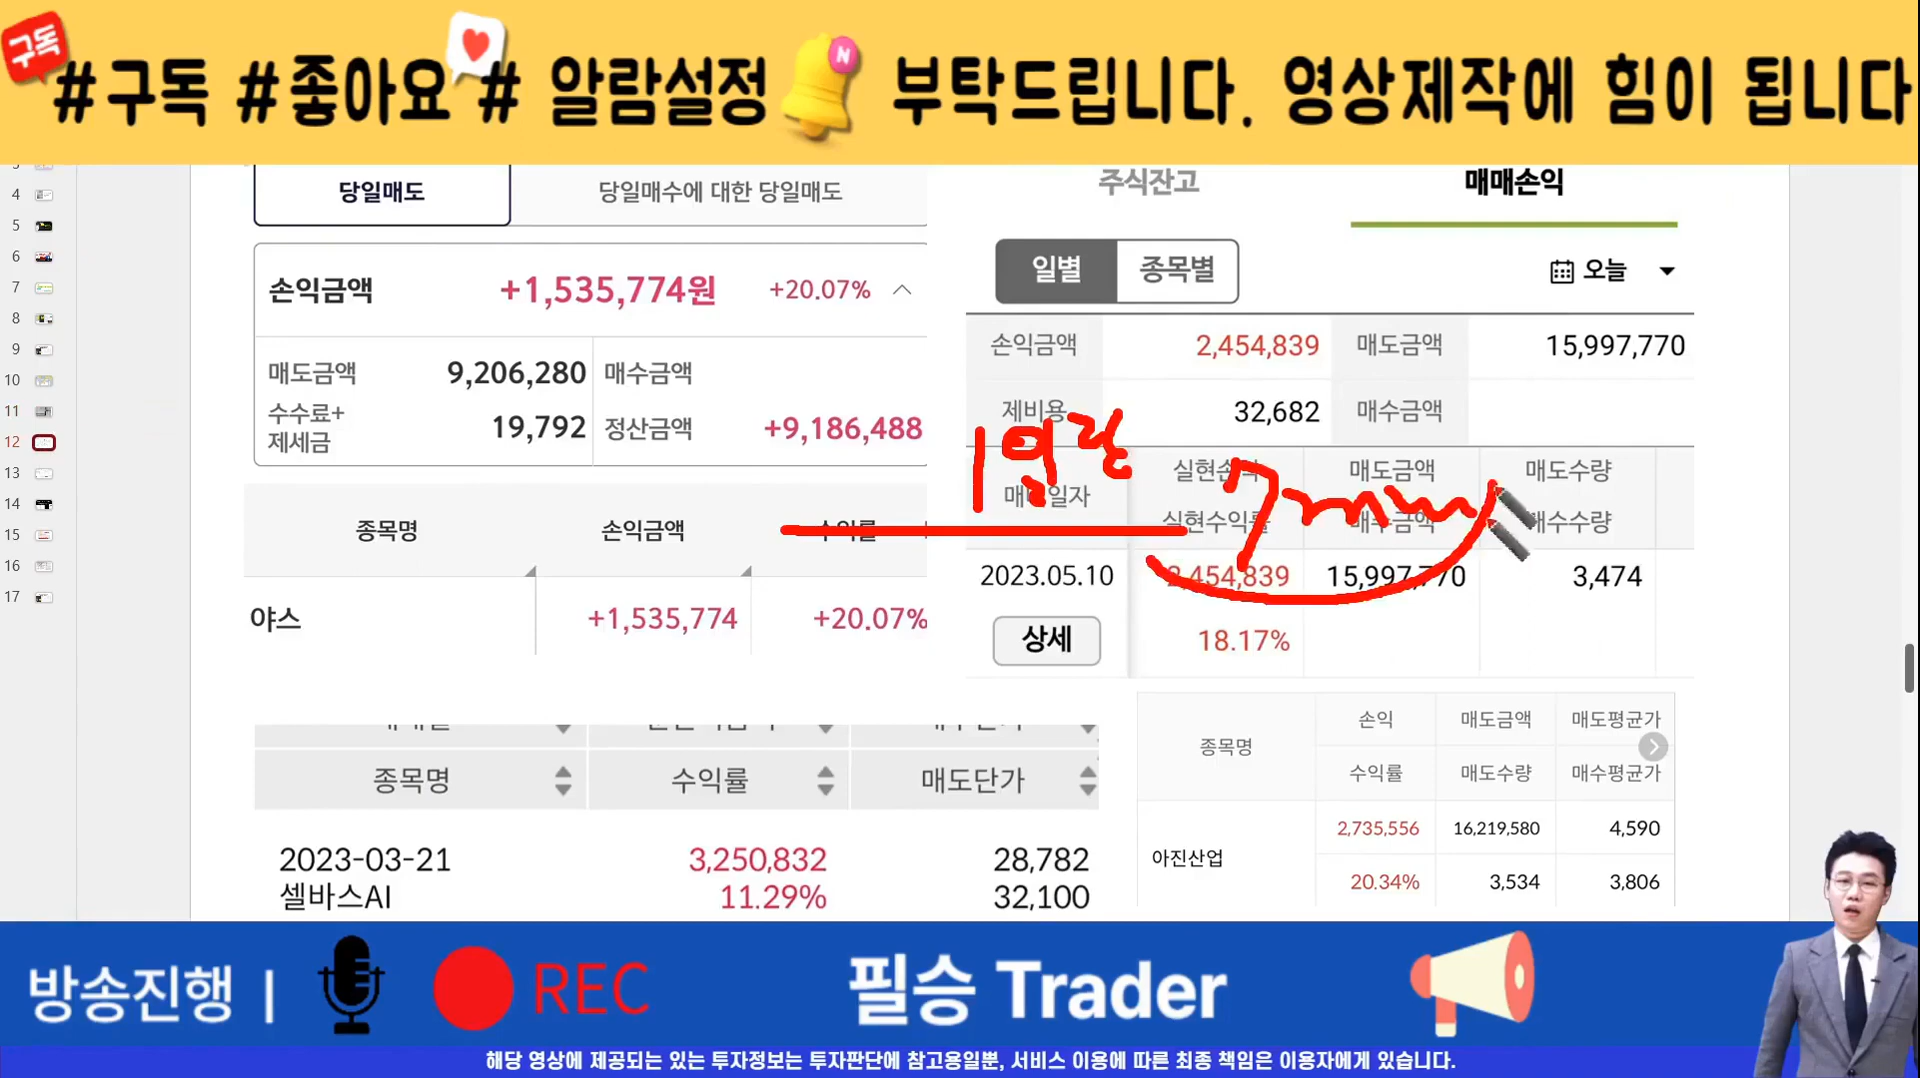 구독
#구독 #좋아요 # 알람설정 N 부탁드립니다. 영상제작에 힘이 됩니다
4
5
6
7
8
9
10
11
12
13
14
15
16
17
당일매도 당일매수에 대한 당일매도
손익금액 +1,535,774원 +20.07%
매도금액 9,206,280 매수금액
수수료+
제세금 19,792 정산금액 +9,186,488
종목명 손익금액 수익률
야스 +1,535,774 +20.07%
주식잔고 매매손익
일별 종목별 오늘
손익금액 2,454,839 매도금액 15,997,770
제비용 32,682 매수금액
매매일자 실현손익 매도금액 매도수량
실현수익률 매수금액 매수수량
2023.05.10 2,454,839 15,997,770 3,474
상세 18.17%
종목명 수익률 매도단가
2023-03-21 3,250,832 28,782
셀바스AI 11.29% 32,100
종목명 손익 매도금액 매도평균가
수익률 매도수량 매수평균가
아진산업 2,735,556 16,219,580 4,590
20.34% 3,534 3,806
방송진행 | REC 필승 Trader
해당 영상에 제공되는 있는 투자정보는 투자판단에 참고용일뿐, 서비스 이용에 따른 최종 책임은 이용자에게 있습니다.